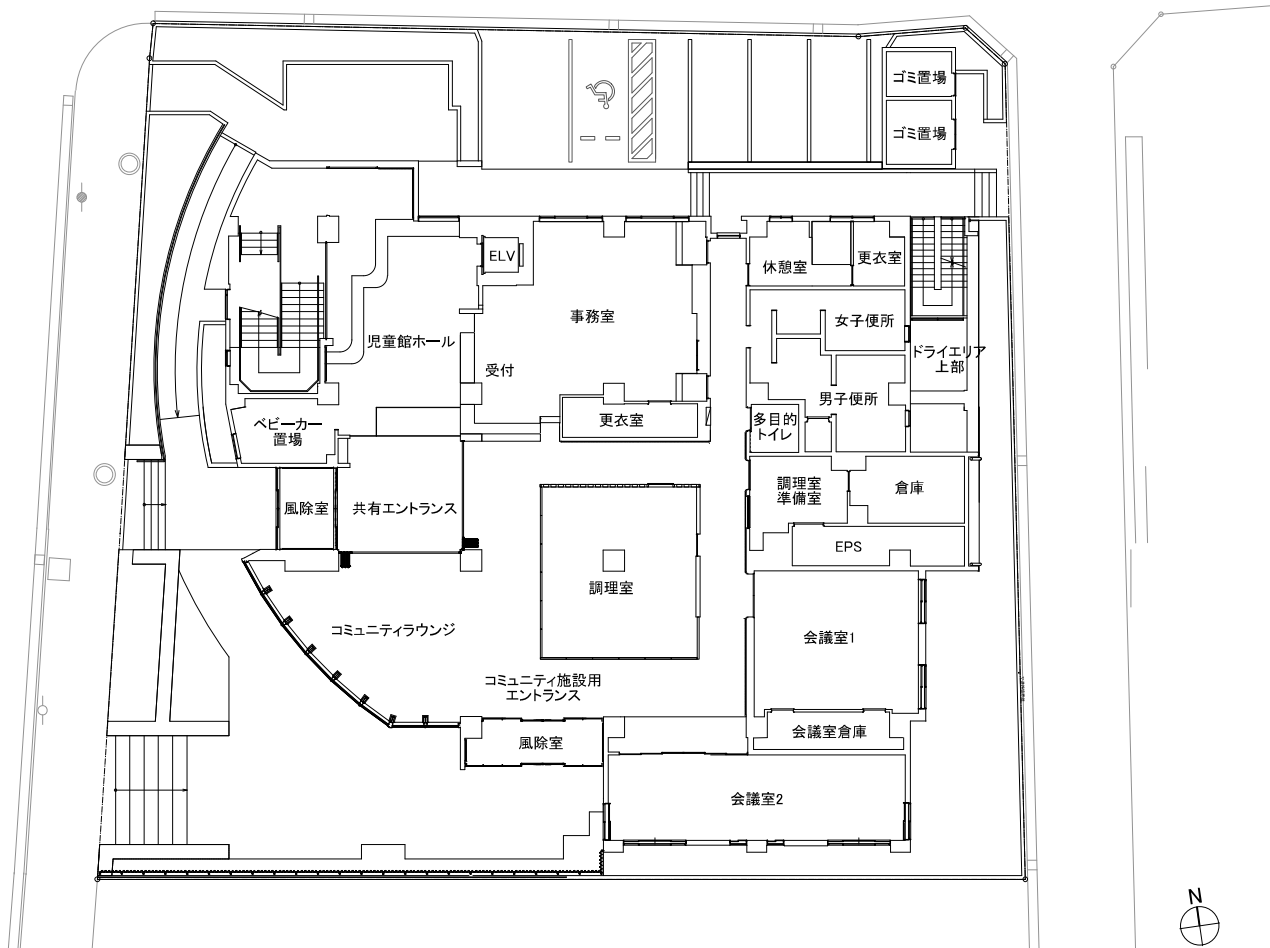 ゴミ置場
ゴミ置場
ELV
休憩室
更衣室
事務室
女子便所
児童館ホール
ドライエリア
上部
受付
男子便所
更衣室
多目的
トイレ
ベビーカー
置場
調理室
準備室
倉庫
風除室
共有エントランス
EPS
調理室
コミュニティラウンジ
会議室1
コミュニティ施設用
エントランス
会議室倉庫
風除室
会議室2
N